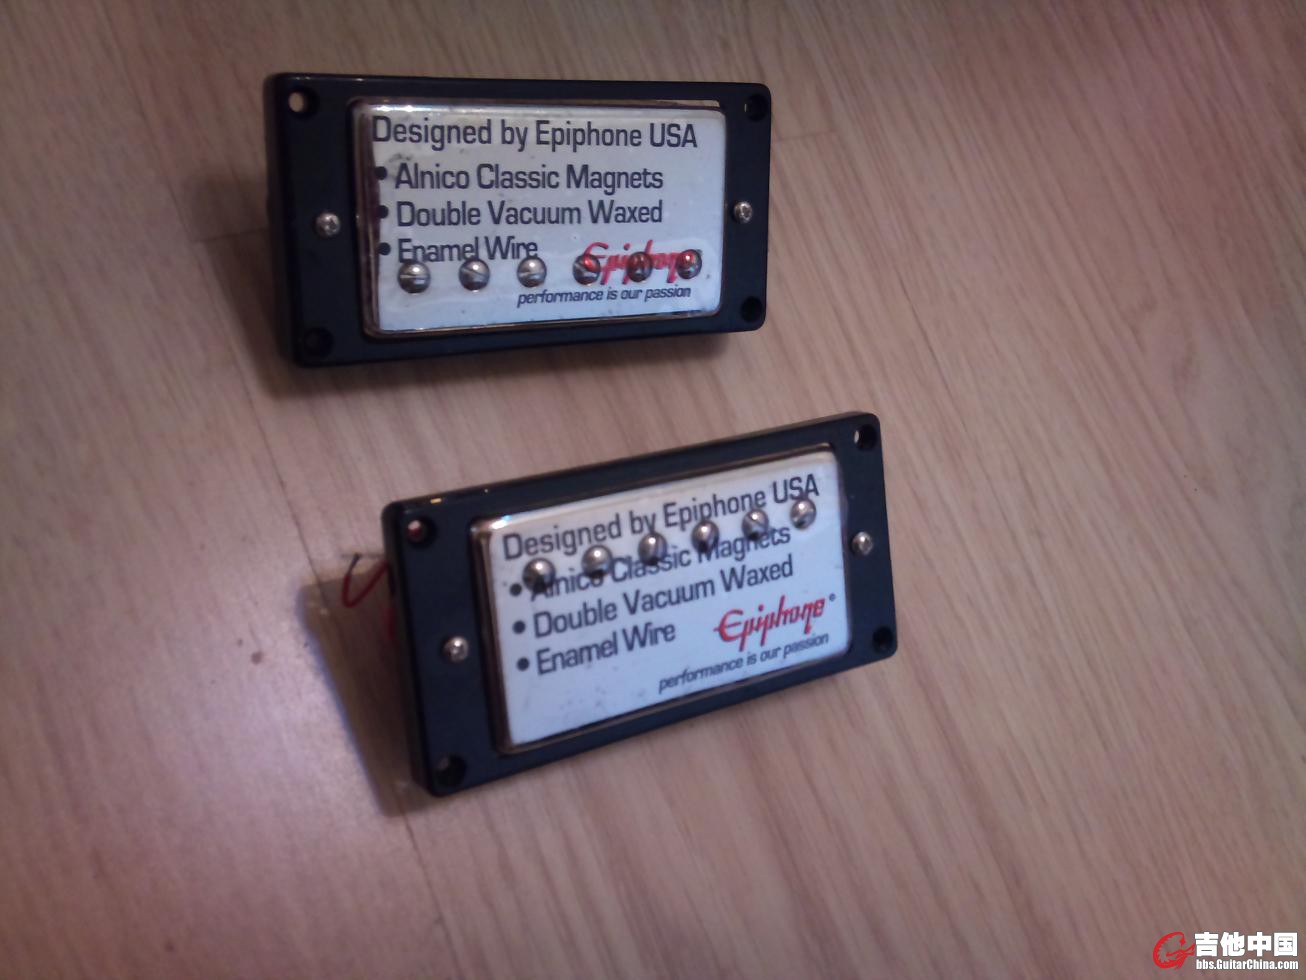 Designed by Epiphone USA
• Alnico Classic Magnets
• Double Vacuum Waxed
• Enamel Wire
Epiphone
performance is our passion
Designed by Epiphone USA
• Alnico Classic Magnets
• Double Vacuum Waxed
• Enamel Wire
Epiphone®
performance is our passion
吉他中国
bbs.GuitarChina.com